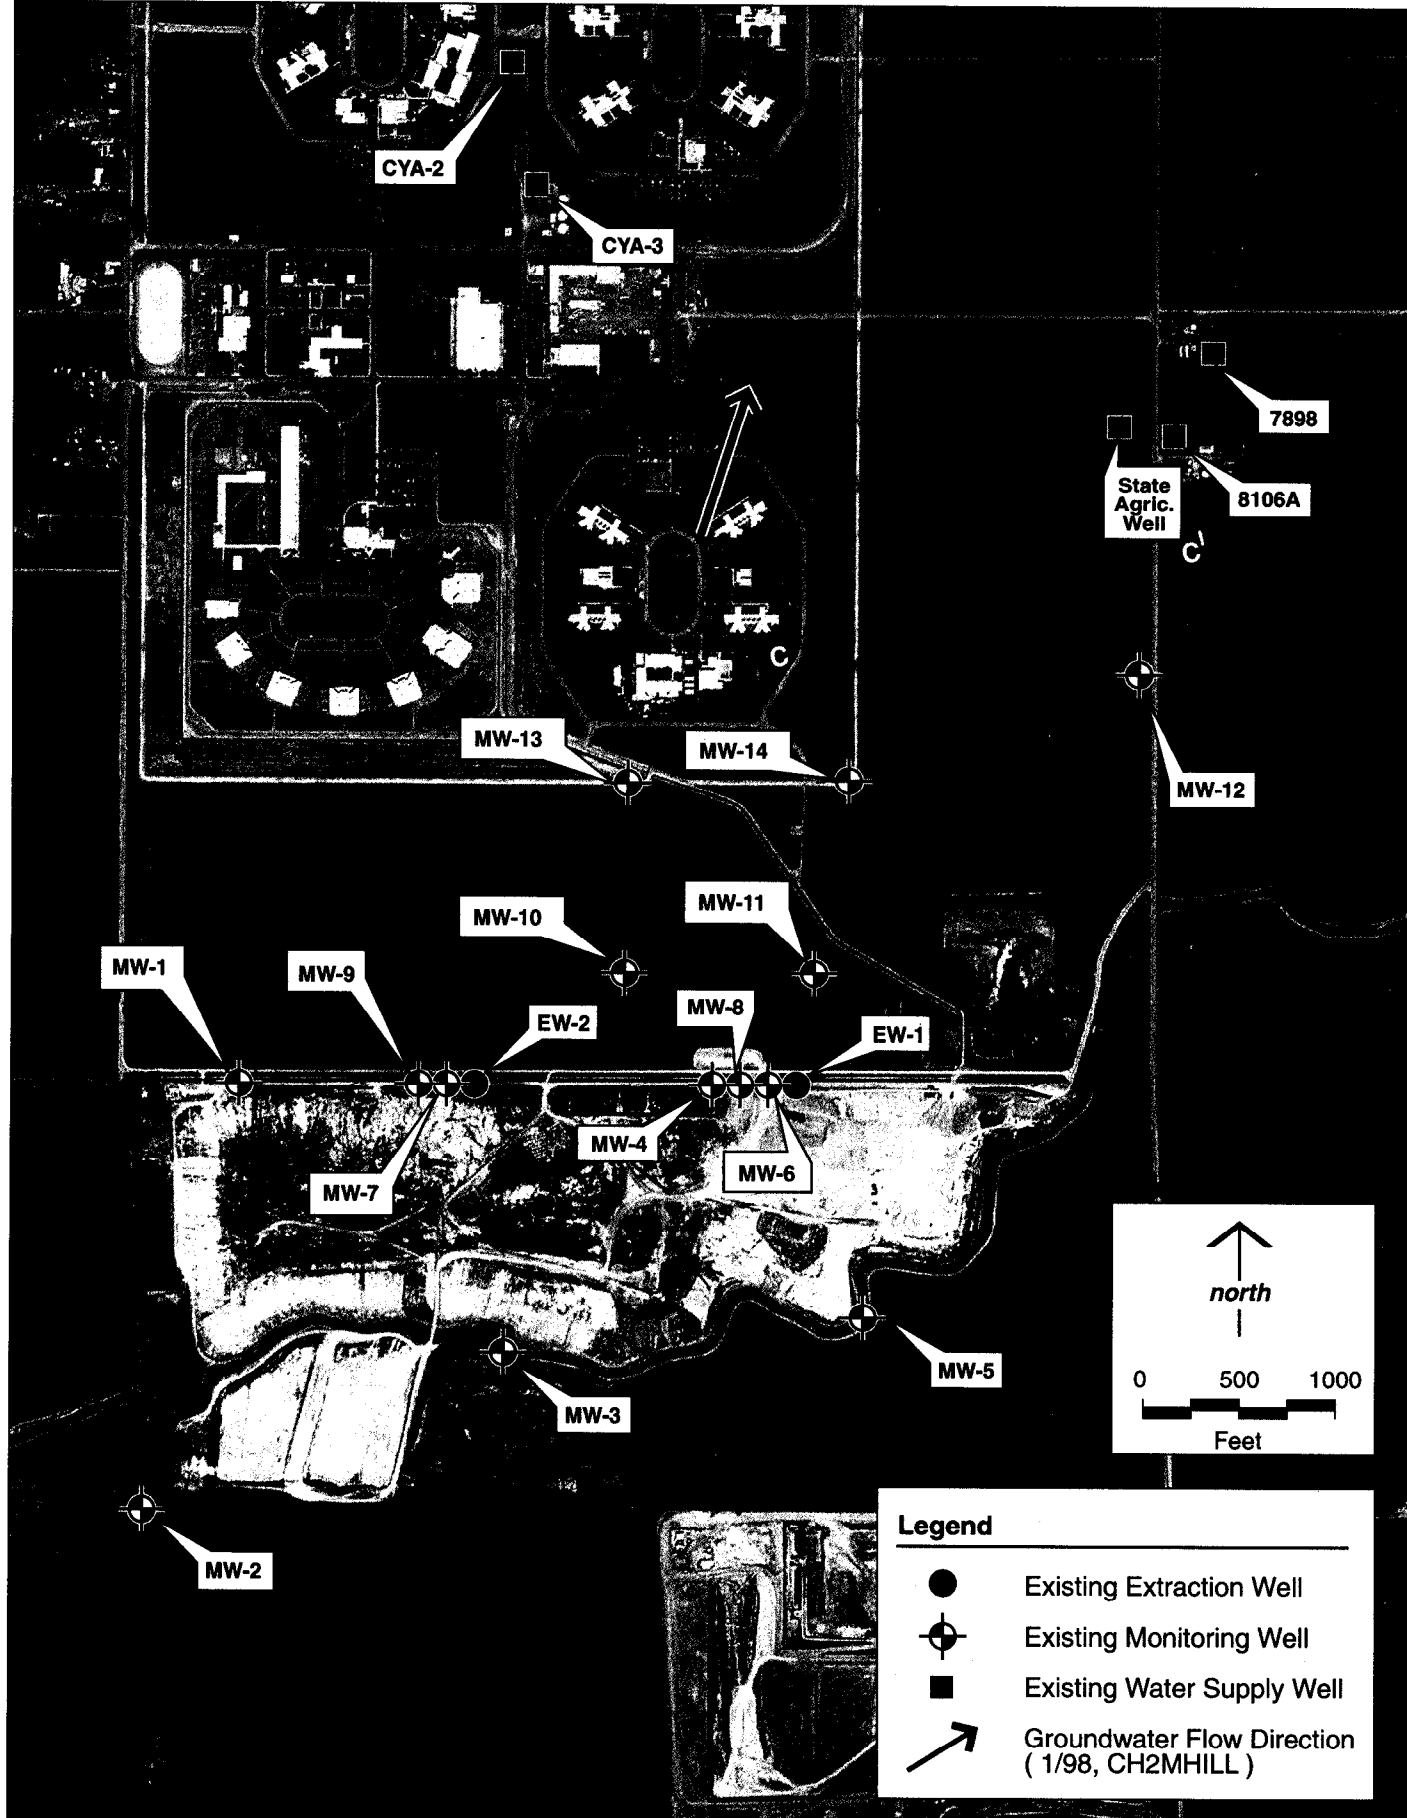 CYA-2
CYA-3
7898
State
Agric.
Well
8106A
C'
C
MW-13
MW-14
MW-12
MW-11
MW-10
MW-1
MW-9
MW-8
EW-2
EW-1
MW-4
MW-6
MW-7
north
0 500 1000
Feet
MW-5
MW-3
MW-2
Legend
Existing Extraction Well
Existing Monitoring Well
Existing Water Supply Well
Groundwater Flow Direction
( 1/98, CH2MHILL )